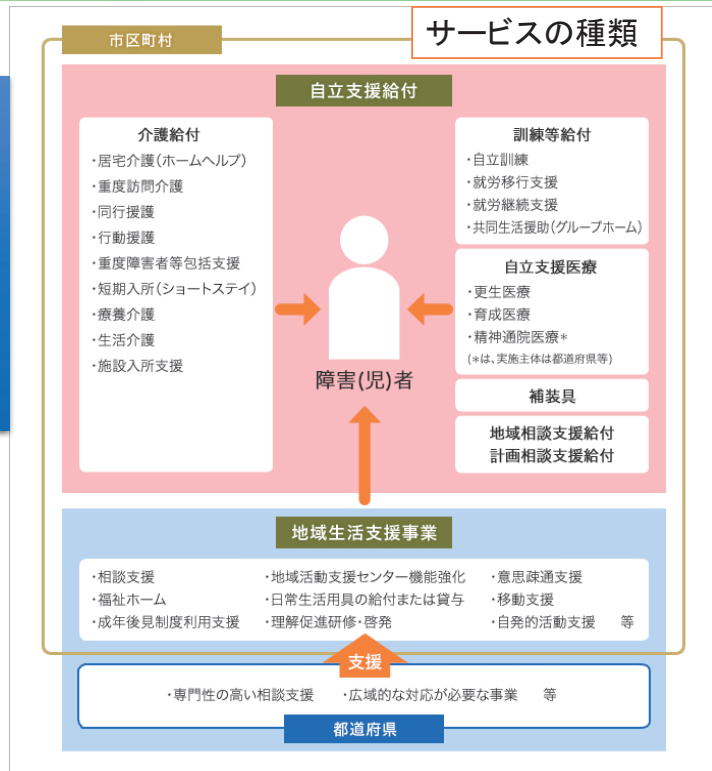 サービスの種類
市区町村
自立支援給付
介護給付
・居宅介護(ホームヘルプ)
・重度訪問介護
・同行援護
・行動援護
・重度障害者等包括支援
・短期入所(ショートステイ)
・療養介護
・生活介護
・施設入所支援
障害(児)者
訓練等給付
・自立訓練
・就労移行支援
・就労継続支援
・共同生活援助(グループホーム)
自立支援医療
・更生医療
・育成医療
・精神通院医療*
(*は、実施主体は都道府県等)
補装具
地域相談支援給付
計画相談支援給付
地域生活支援事業
・相談支援 ・地域活動支援センター機能強化 ・意思疎通支援
・福祉ホーム ・日常生活用具の給付または貸与 ・移動支援
・成年後見制度利用支援 ・理解促進研修・啓発 ・自発的活動支援 等
支援
・専門性の高い相談支援 ・広域的な対応が必要な事業 等
都道府県